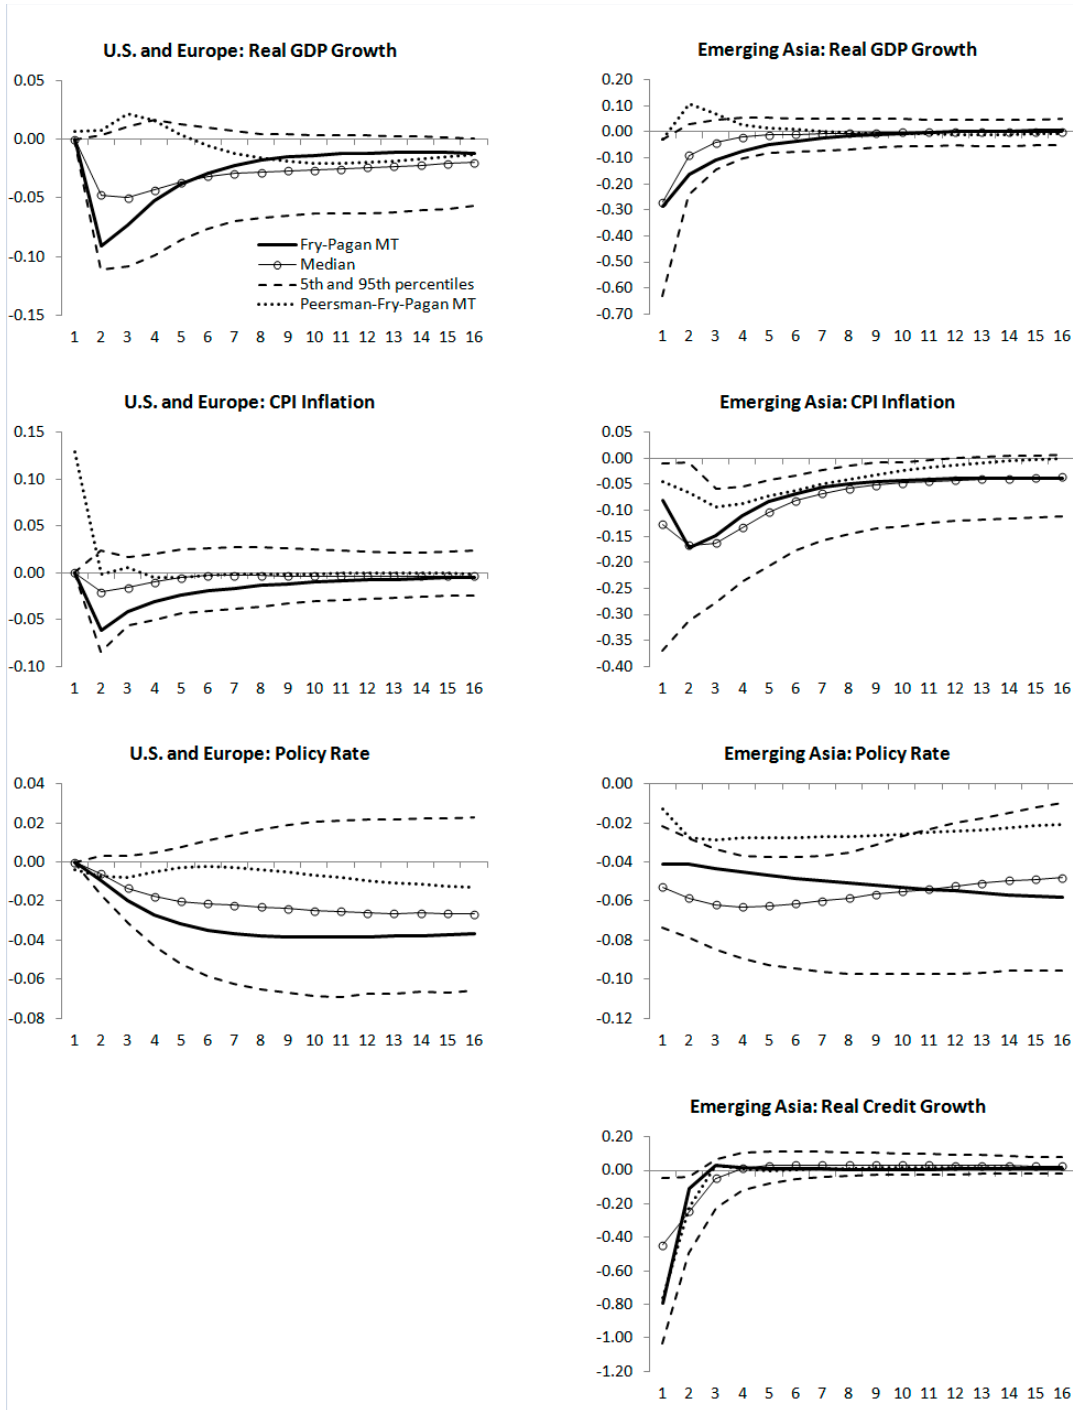 U.S. and Europe: Real GDP Growth
0.05
0.00
-0.05
-0.10
-0.15
Fry-Pagan MT
Median
5th and 95th percentiles
Peersman-Fry-Pagan MT
1 2 3 4 5 6 7 8 9 10 11 12 13 14 15 16
Emerging Asia: Real GDP Growth
0.20
0.10
0.00
-0.10
-0.20
-0.30
-0.40
-0.50
-0.60
-0.70
1 2 3 4 5 6 7 8 9 10 11 12 13 14 15 16
U.S. and Europe: CPI Inflation
0.15
0.10
0.05
0.00
-0.05
-0.10
1 2 3 4 5 6 7 8 9 10 11 12 13 14 15 16
Emerging Asia: CPI Inflation
0.05
0.00
-0.05
-0.10
-0.15
-0.20
-0.25
-0.30
-0.35
-0.40
1 2 3 4 5 6 7 8 9 10 11 12 13 14 15 16
U.S. and Europe: Policy Rate
0.04
0.02
0.00
-0.02
-0.04
-0.06
-0.08
1 2 3 4 5 6 7 8 9 10 11 12 13 14 15 16
Emerging Asia: Policy Rate
0.00
-0.02
-0.04
-0.06
-0.08
-0.10
-0.12
1 2 3 4 5 6 7 8 9 10 11 12 13 14 15 16
Emerging Asia: Real Credit Growth
0.20
0.00
-0.20
-0.40
-0.60
-0.80
-1.00
-1.20
1 2 3 4 5 6 7 8 9 10 11 12 13 14 15 16